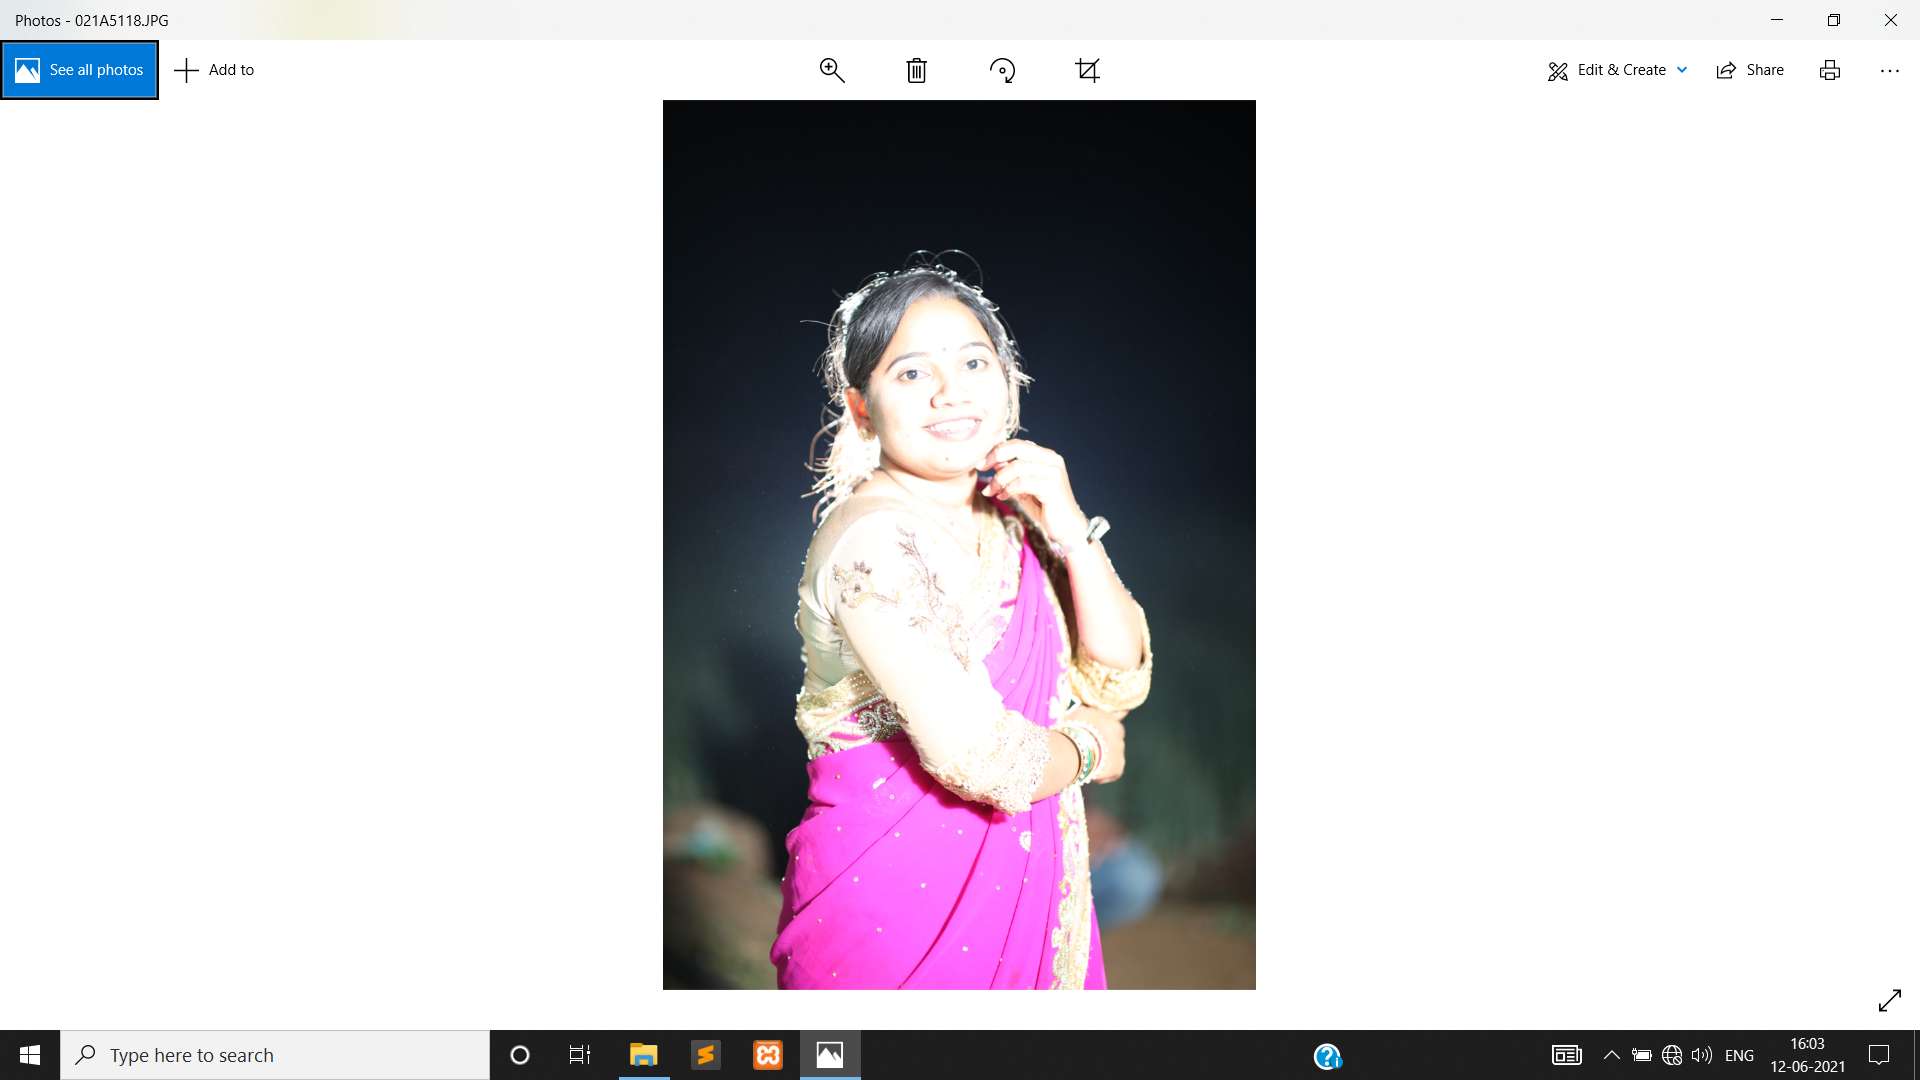 Photos - 021A5118.JPG
See all photos
Add to
Edit & Create
Share
Type here to search
ENG
16:03
12-06-2021